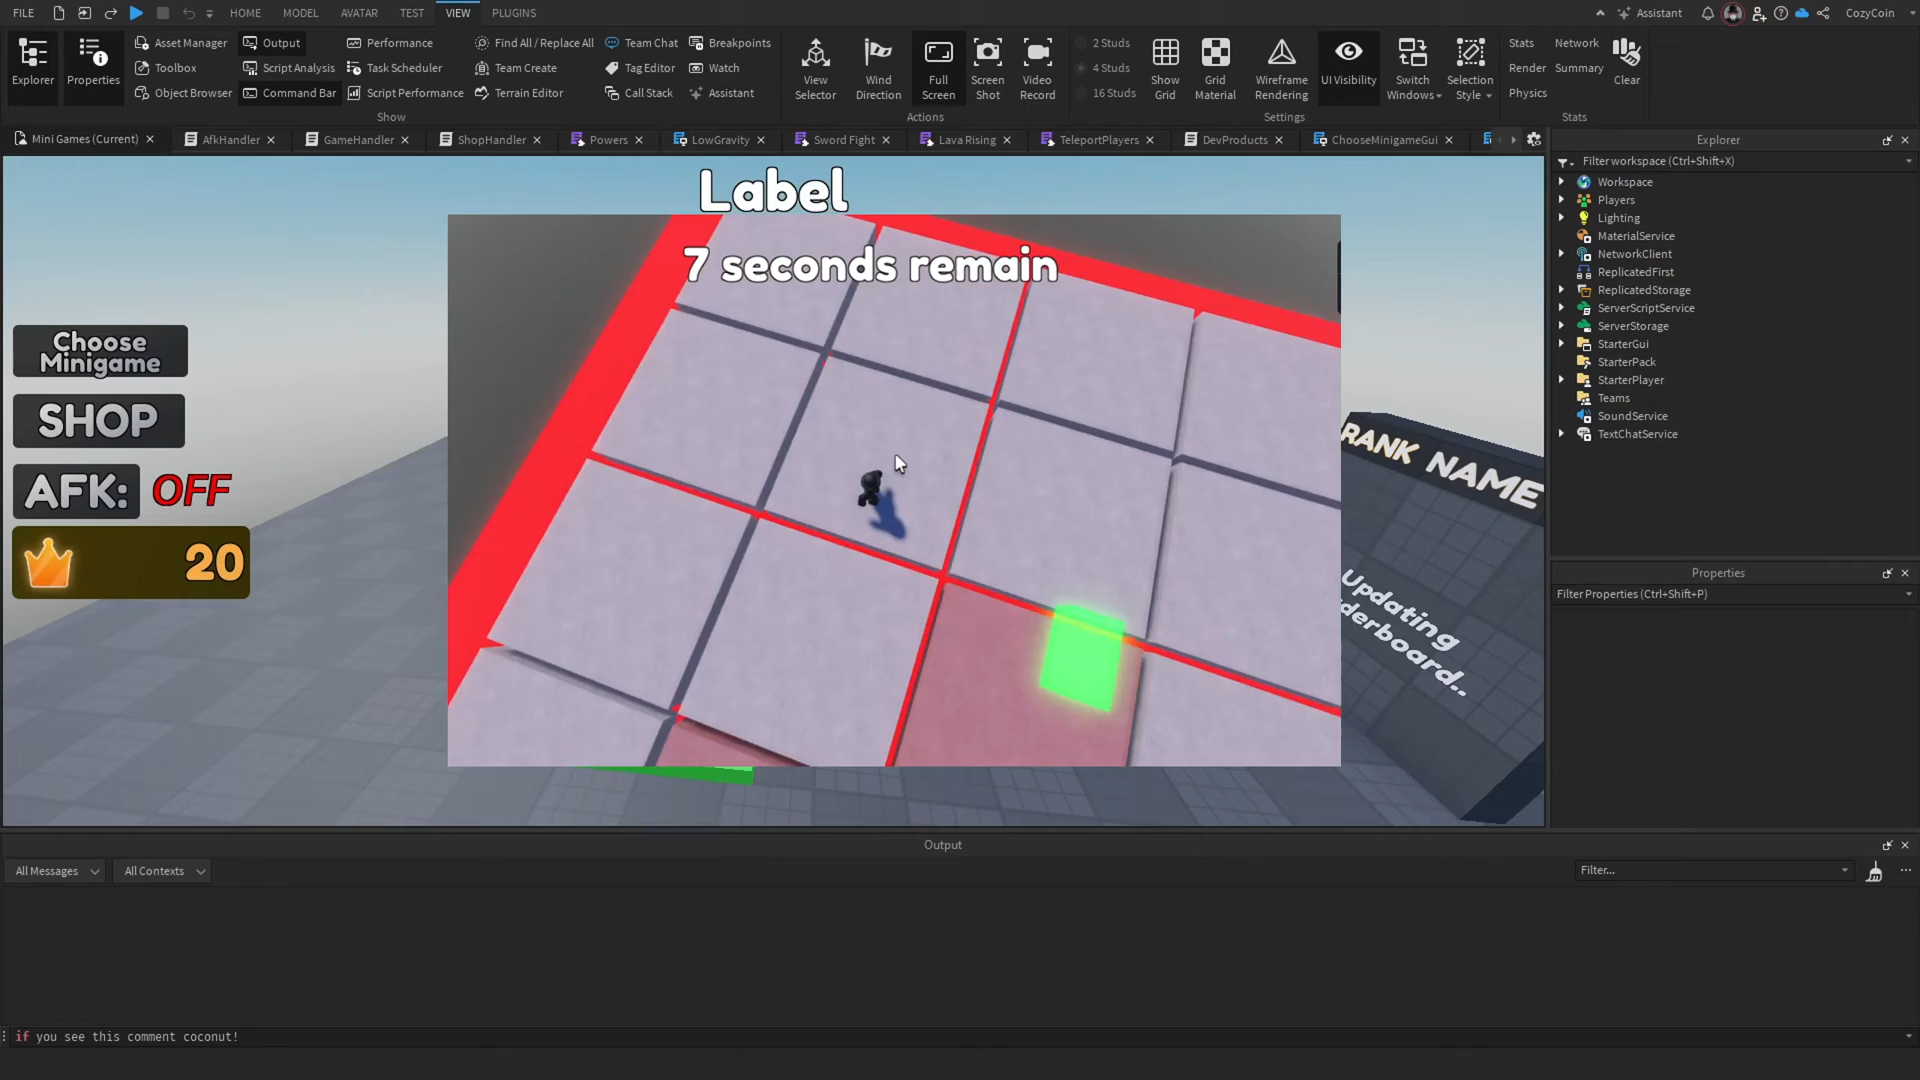 FILE HOME MODEL AVATAR TEST VIEW PLUGINS Assistant CozyCoin
Explorer
Properties
Asset Manager
Toolbox
Object Browser
Output
Script Analysis
Command Bar
Performance
Task Scheduler
Script Performance
Find All / Replace All
Team Create
Terrain Editor
Team Chat
Tag Editor
Call Stack
Breakpoints
Watch
Assistant
Show
View
Selector
Wind
Direction
Full
Screen
Screen
Shot
Video
Record
Actions
2 Studs
4 Studs
16 Studs
Show
Grid
Grid
Material
Wireframe
Rendering
UI Visibility
Switch
Windows
Selection
Style
Settings
Stats
Render
Physics
Network
Summary
Clear
Stats
Mini Games (Current) AfkHandler GameHandler ShopHandler Powers LowGravity Sword Fight Lava Rising TeleportPlayers DevProducts ChooseMinigameGui
Label
7 seconds remain
Choose
Minigame
SHOP
AFK: OFF
20
RANK NAME
Updating
derboard..
Explorer
Filter workspace (Ctrl+Shift+X)
Workspace
Players
Lighting
MaterialService
NetworkClient
ReplicatedFirst
ReplicatedStorage
ServerScriptService
ServerStorage
StarterGui
StarterPack
StarterPlayer
Teams
SoundService
TextChatService
Properties
Filter Properties (Ctrl+Shift+P)
Output
All Messages All Contexts Filter...
if you see this comment coconut!